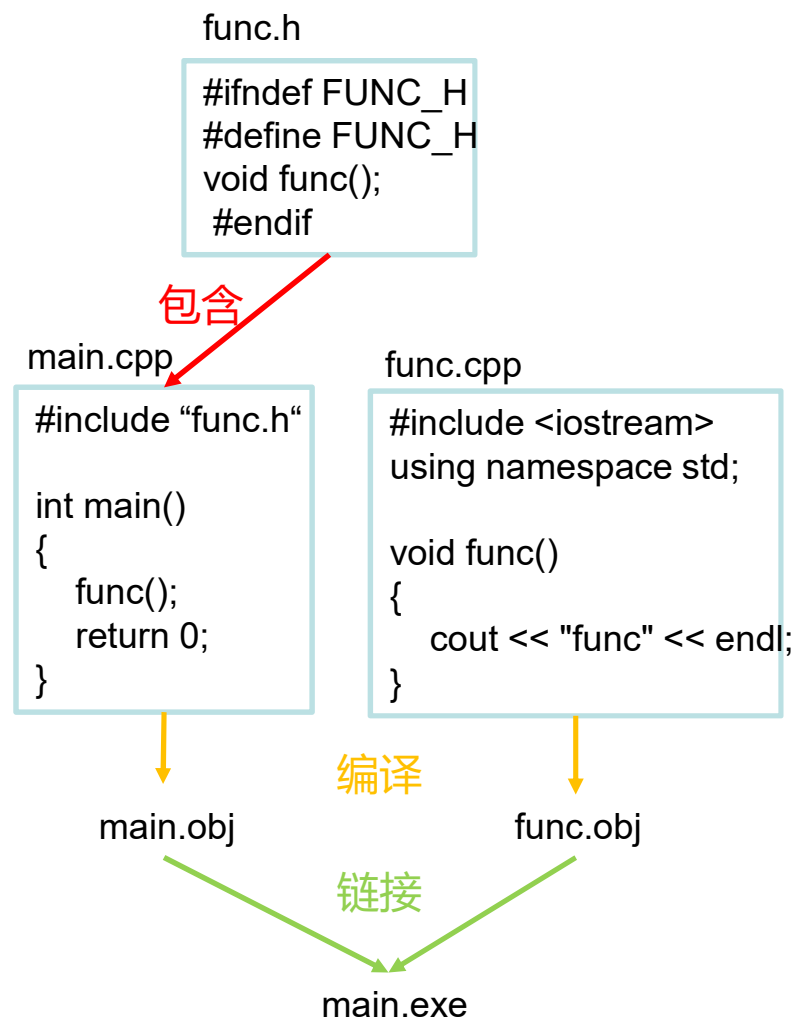 func.h
#ifndef FUNC_H
#define FUNC_H
void func();
#endif
包含
main.cpp
#include “func.h“
int main()
{
func();
return 0;
}
func.cpp
#include <iostream>
using namespace std;
void func()
{
cout << "func" << endl;
}
编译
main.obj
func.obj
链接
main.exe